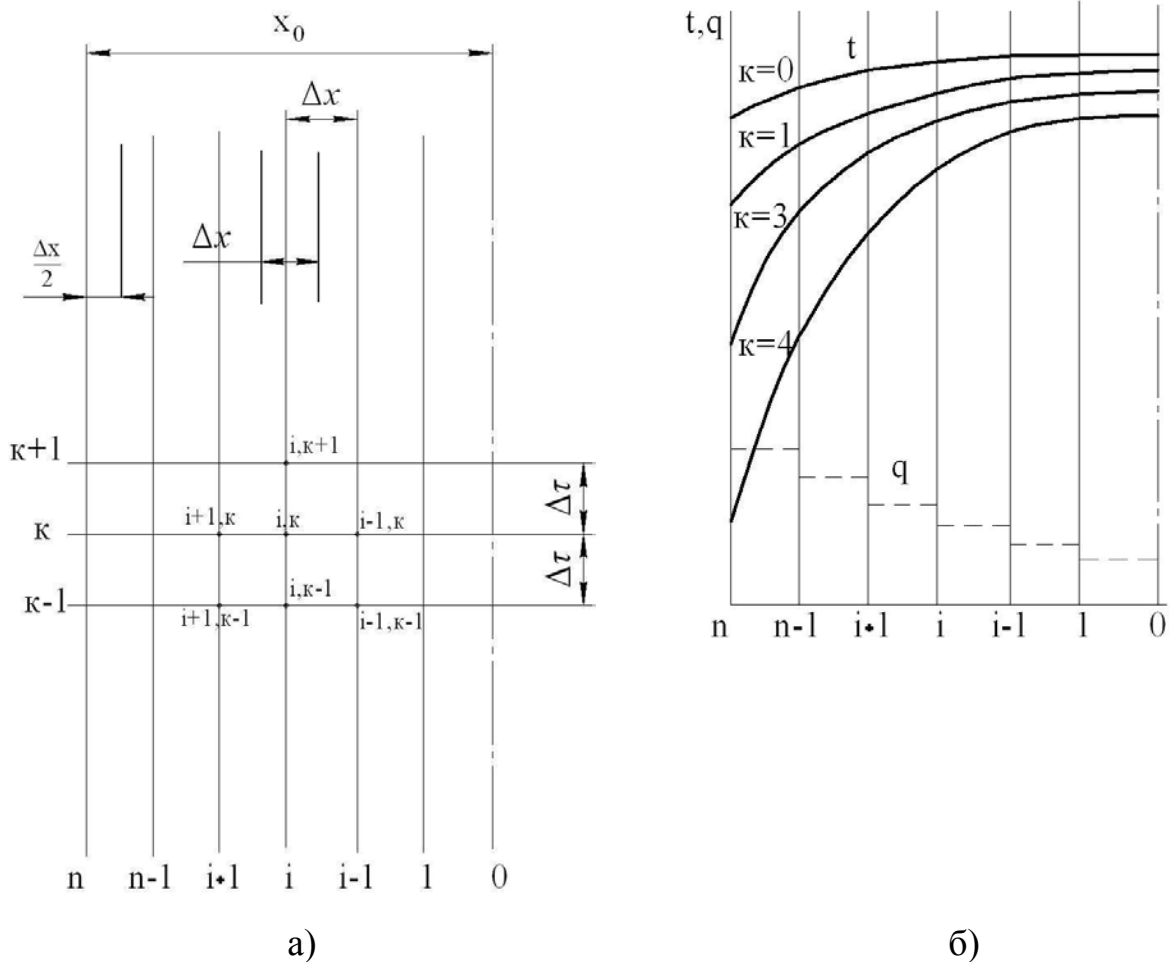 x₀
Δx
Δx
Δx
2
к+1
i,к+1
Δτ
к
i+1,к
i,к
i-1,к
Δτ
к-1
i,к-1
i+1,к-1
i-1,к-1
n
n-1
i+1
i
i-1
1
0
а)
t,q
t
к=0
к=1
к=3
к=4
q
n
n-1
i+1
i
i-1
1
0
б)